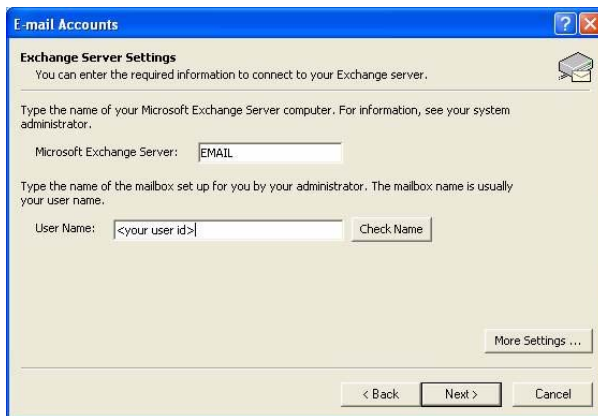 E-mail Accounts
Exchange Server Settings
You can enter the required information to connect to your Exchange server.
Type the name of your Microsoft Exchange Server computer. For information, see your system
administrator.
Microsoft Exchange Server: EMAIL
Type the name of the mailbox set up for you by your administrator. The mailbox name is usually
your user name.
User Name: <your user id> Check Name
More Settings ...
< Back Next > Cancel